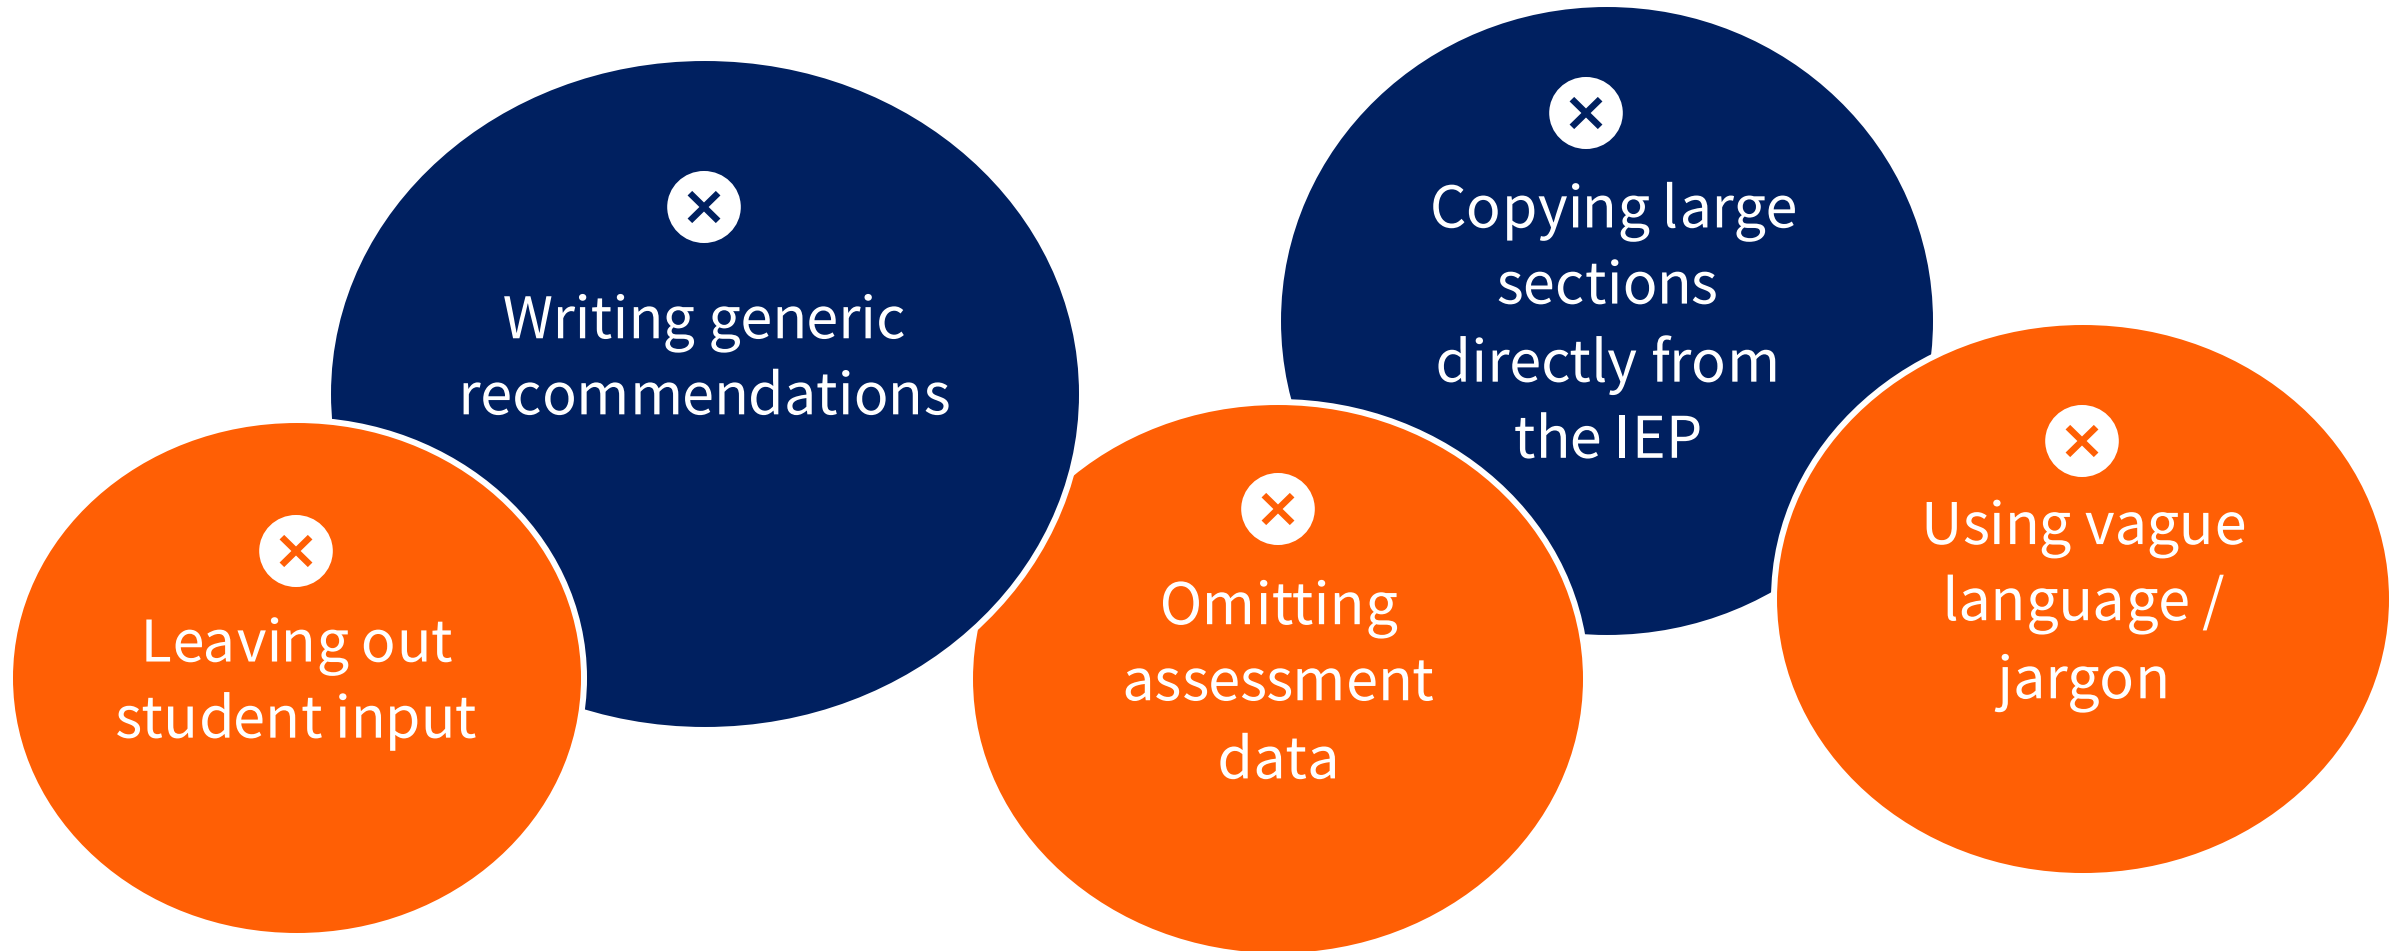 Leaving out
student input
Writing generic
recommendations
Omitting
assessment
data
Copying large
sections
directly from
the IEP
Using vague
language /
jargon